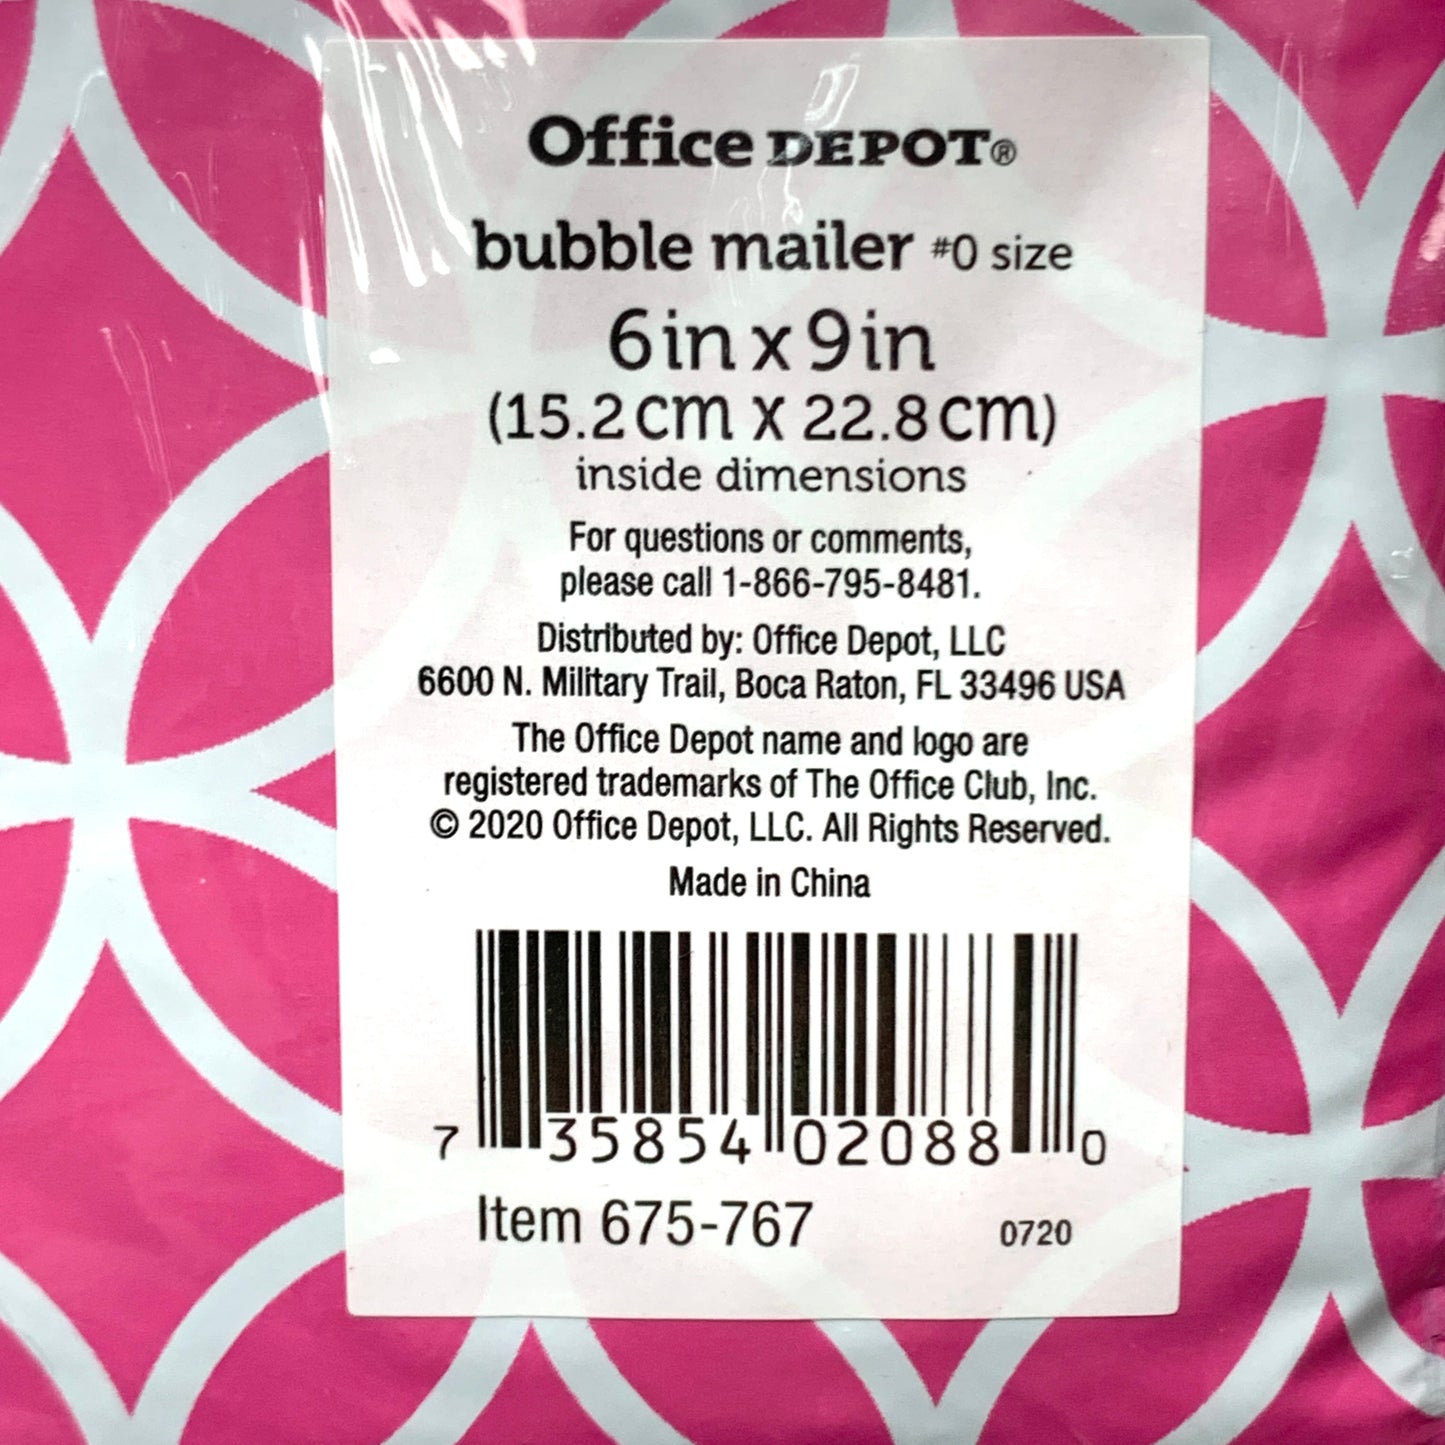 Office DEPOT®
bubble mailer #0 size
6in x 9in
(15.2cm x 22.8cm)
inside dimensions
For questions or comments,
please call 1-866-795-8481.
Distributed by: Office Depot, LLC
6600 N. Military Trail, Boca Raton, FL 33496 USA
The Office Depot name and logo are
registered trademarks of The Office Club, Inc.
© 2020 Office Depot, LLC. All Rights Reserved.
Made in China
7 35854 02088 0
Item 675-767 0720